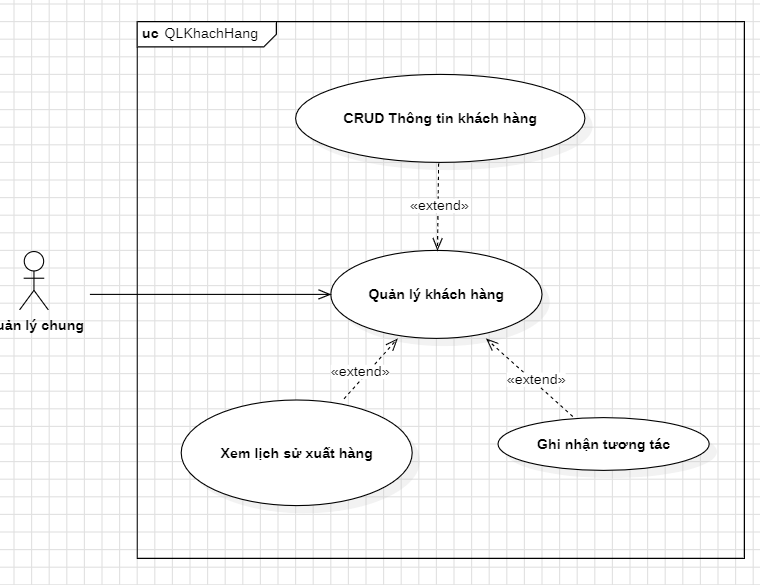 uc QLKhachHang
CRUD Thông tin khách hàng
«extend»
Quản lý khách hàng
uản lý chung
«extend»
«extend»
Xem lịch sử xuất hàng
Ghi nhận tương tác